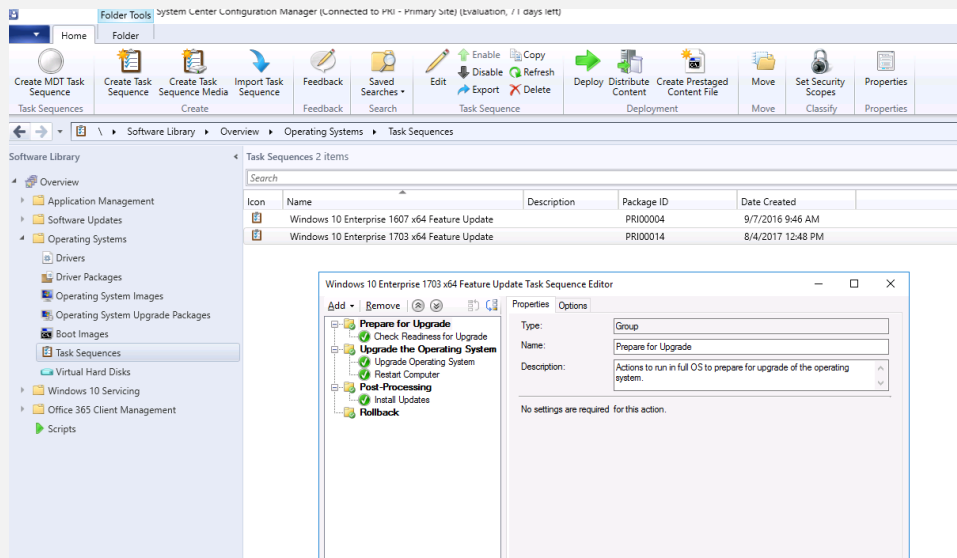 Folder Tools System Center Configuration Manager (Connected to PRI - Primary Site) (Evaluation, 71 days left)
Home Folder
Create MDT Task Sequence
Create Task Sequence
Create Task Sequence Media
Import Task Sequence
Feedback
Saved Searches
Edit
Enable
Disable
Export
Copy
Refresh
Delete
Deploy
Distribute Content
Create Prestaged Content File
Move
Set Security Scopes
Properties
Task Sequences Create Feedback Search Task Sequence Deployment Move Classify Properties
\ Software Library Overview Operating Systems Task Sequences
Software Library
Overview
Application Management
Software Updates
Operating Systems
Drivers
Driver Packages
Operating System Images
Operating System Upgrade Packages
Boot Images
Task Sequences
Virtual Hard Disks
Windows 10 Servicing
Office 365 Client Management
Scripts
Task Sequences 2 items
Search
Icon Name Description Package ID Date Created
Windows 10 Enterprise 1607 x64 Feature Update PRI00004 9/7/2016 9:46 AM
Windows 10 Enterprise 1703 x64 Feature Update PRI00014 8/4/2017 12:48 PM
Windows 10 Enterprise 1703 x64 Feature Update Task Sequence Editor
Add Remove
Prepare for Upgrade
Check Readiness for Upgrade
Upgrade the Operating System
Upgrade Operating System
Restart Computer
Post-Processing
Install Updates
Rollback
Properties Options
Type: Group
Name: Prepare for Upgrade
Description: Actions to run in full OS to prepare for upgrade of the operating
system.
No settings are required for this action.